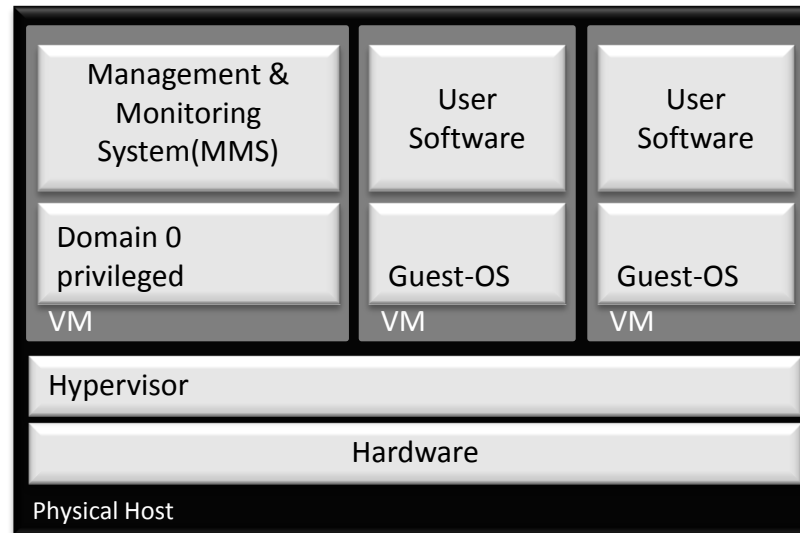 Management &
Monitoring
System(MMS)
User
Software
User
Software
Domain 0
privileged
Guest-OS
Guest-OS
VM
VM
VM
Hypervisor
Hardware
Physical Host